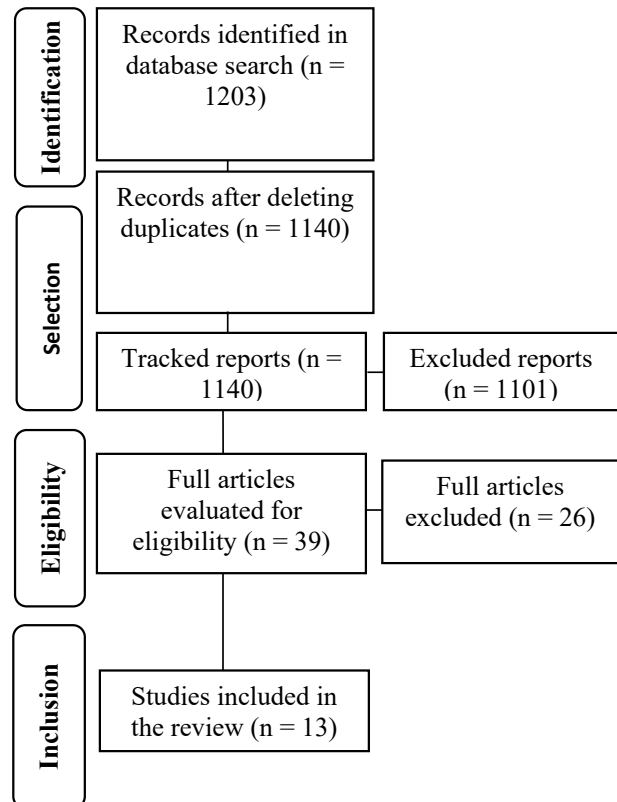 Identification
Records identified in
database search (n =
1203)
Records after deleting
duplicates (n = 1140)
Selection
Tracked reports (n =
1140)
Excluded reports
(n = 1101)
Eligibility
Full articles
evaluated for
eligibility (n = 39)
Full articles
excluded (n = 26)
Inclusion
Studies included in
the review (n = 13)